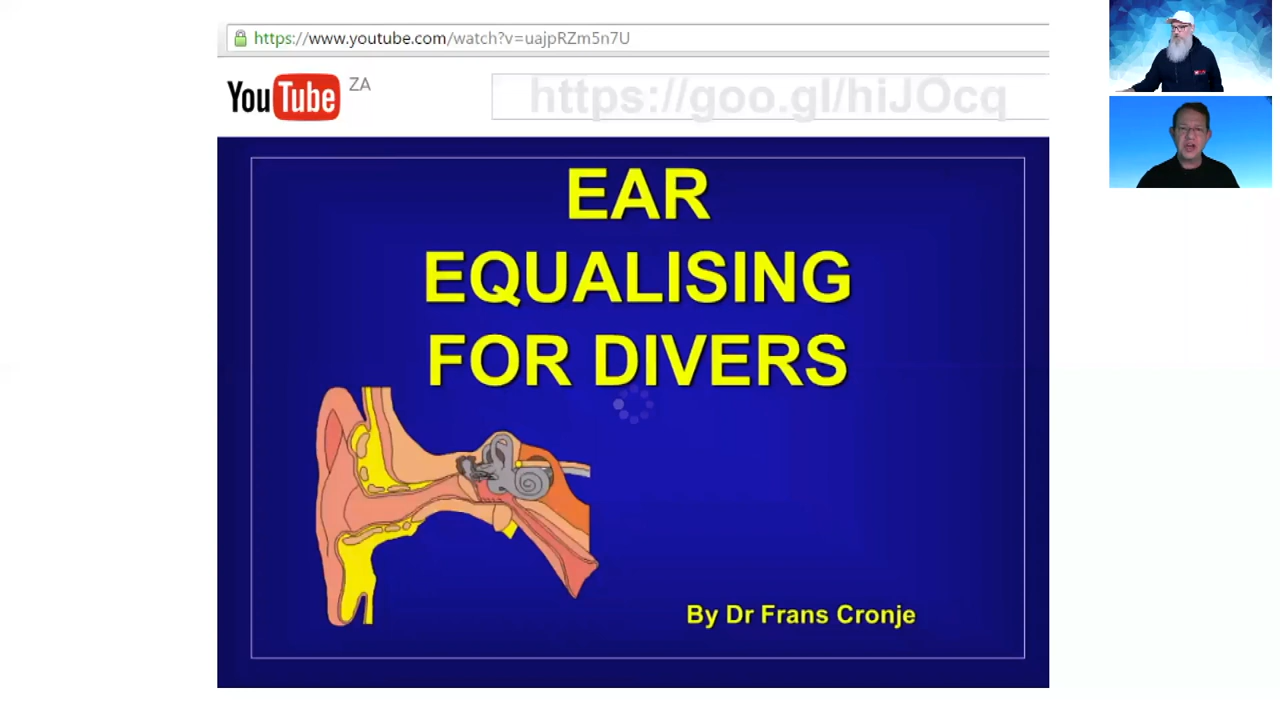 https://www.youtube.com/watch?v=uajpRZm5n7U
YouTube ZA
https://goo.gl/hiJOcq
EAR
EQUALISING
FOR DIVERS
By Dr Frans Cronje